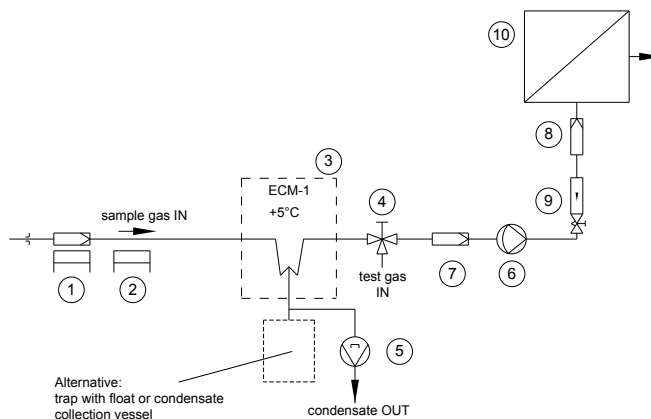 10
8
3
ECM-1
+5°C
4
9
sample gas IN
1
2
test gas
IN
7
6
5
Alternative:
trap with float or condensate
collection vessel
condensate OUT